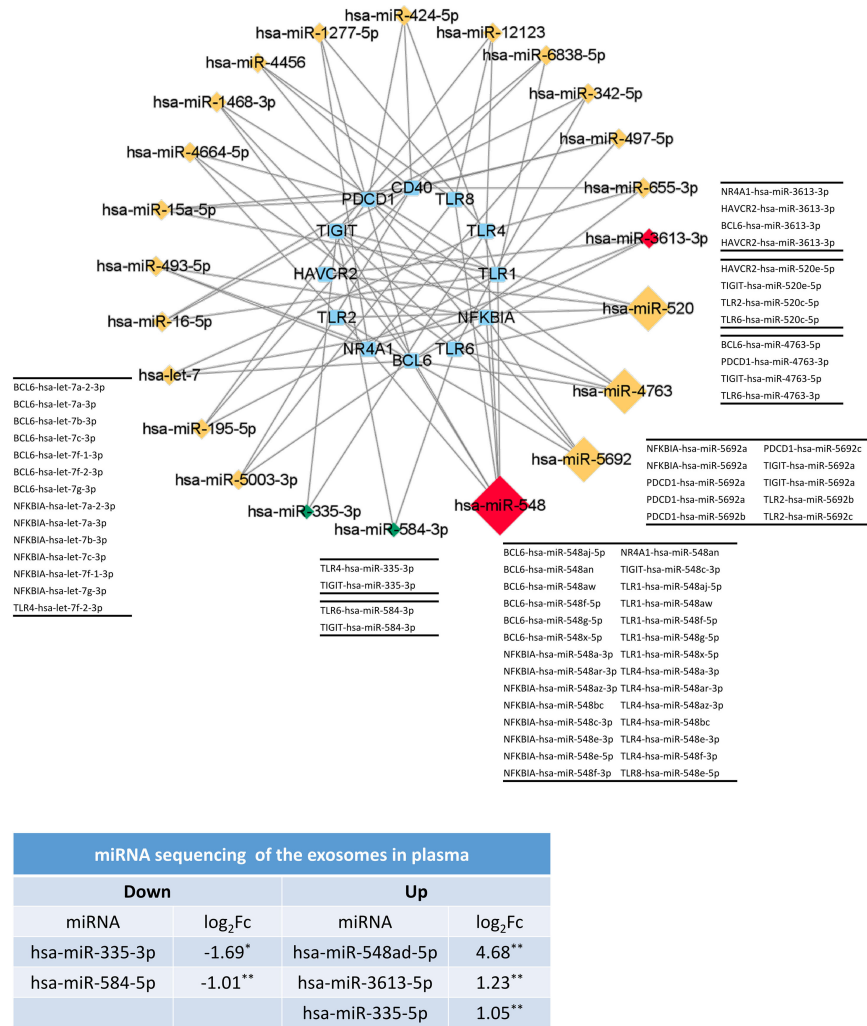 hsa-miR-424-5p
hsa-miR-1277-5p
hsa-miR-12123
hsa-miR-6838-5p
hsa-miR-4456
hsa-miR-342-5p
hsa-miR-1468-3p
hsa-miR-497-5p
hsa-miR-4664-5p
hsa-miR-655-3p
hsa-miR-15a-5p
hsa-miR-3613-3p
hsa-miR-493-5p
hsa-miR-520
hsa-miR-16-5p
hsa-let-7
hsa-miR-4763
hsa-miR-195-5p
hsa-miR-5692
hsa-miR-5003-3p
hsa-miR-548
hsa-miR-335-3p
hsa-miR-584-3p
CD40
PDCD1
TLR8
TIGIT
TLR4
HAVCR2
TLR1
TLR2
NFKBIA
NR4A1
TLR6
BCL6
NR4A1-hsa-miR-3613-3p
HAVCR2-hsa-miR-3613-3p
BCL6-hsa-miR-3613-3p
HAVCR2-hsa-miR-3613-3p
HAVCR2-hsa-miR-520e-5p
TIGIT-hsa-miR-520e-5p
TLR2-hsa-miR-520c-5p
TLR6-hsa-miR-520c-5p
BCL6-hsa-miR-4763-5p
PDCD1-hsa-miR-4763-3p
TIGIT-hsa-miR-4763-5p
TLR6-hsa-miR-4763-3p
NFKBIA-hsa-miR-5692a PDCD1-hsa-miR-5692c
NFKBIA-hsa-miR-5692a TIGIT-hsa-miR-5692a
PDCD1-hsa-miR-5692a TIGIT-hsa-miR-5692a
PDCD1-hsa-miR-5692a TLR2-hsa-miR-5692b
PDCD1-hsa-miR-5692b TLR2-hsa-miR-5692c
BCL6-hsa-let-7a-2-3p
BCL6-hsa-let-7a-3p
BCL6-hsa-let-7b-3p
BCL6-hsa-let-7c-3p
BCL6-hsa-let-7f-1-3p
BCL6-hsa-let-7f-2-3p
BCL6-hsa-let-7g-3p
NFKBIA-hsa-let-7a-2-3p
NFKBIA-hsa-let-7a-3p
NFKBIA-hsa-let-7b-3p
NFKBIA-hsa-let-7c-3p
NFKBIA-hsa-let-7f-1-3p
NFKBIA-hsa-let-7g-3p
TLR4-hsa-let-7f-2-3p
TLR4-hsa-miR-335-3p
TIGIT-hsa-miR-335-3p
TLR6-hsa-miR-584-3p
TIGIT-hsa-miR-584-3p
BCL6-hsa-miR-548aj-5p NR4A1-hsa-miR-548an
BCL6-hsa-miR-548an TIGIT-hsa-miR-548c-3p
BCL6-hsa-miR-548aw TLR1-hsa-miR-548aj-5p
BCL6-hsa-miR-548f-5p TLR1-hsa-miR-548aw
BCL6-hsa-miR-548g-5p TLR1-hsa-miR-548f-5p
BCL6-hsa-miR-548x-5p TLR1-hsa-miR-548g-5p
NFKBIA-hsa-miR-548a-3p TLR1-hsa-miR-548x-5p
NFKBIA-hsa-miR-548ar-3p TLR4-hsa-miR-548a-3p
NFKBIA-hsa-miR-548az-3p TLR4-hsa-miR-548ar-3p
NFKBIA-hsa-miR-548bc TLR4-hsa-miR-548az-3p
NFKBIA-hsa-miR-548c-3p TLR4-hsa-miR-548bc
NFKBIA-hsa-miR-548e-3p TLR4-hsa-miR-548e-3p
NFKBIA-hsa-miR-548e-5p TLR4-hsa-miR-548f-3p
NFKBIA-hsa-miR-548f-3p TLR8-hsa-miR-548e-5p
miRNA sequencing of the exosomes in plasma
Down Up
miRNA log₂Fc miRNA log₂Fc
hsa-miR-335-3p -1.69* hsa-miR-548ad-5p 4.68**
hsa-miR-584-5p -1.01** hsa-miR-3613-5p 1.23**
hsa-miR-335-5p 1.05**